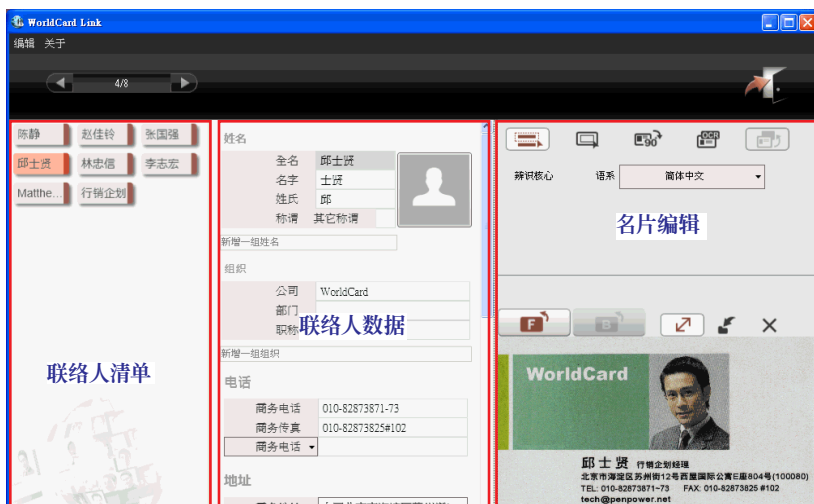 WorldCard Link
编辑 关于
4/8
陈静 赵佳铃 张国强
邱士贤 林忠信 李志宏
Matthe... 行销企划
联络人清单
姓名
全名 邱士贤
名字 士贤
姓氏 邱
称谓 其它称谓
新增一组姓名
组织
公司 WorldCard
部门
职称
联络人数据
新增一组组织
电话
商务电话 010-82873871-73
商务传真 010-82873825#102
商务电话
地址
90°
OCR
辨识核心 语系 简体中文
名片编辑
F
B
WorldCard
邱士贤 行销企划经理
北京市海淀区苏州街12号西屋国际公寓E座804号(100080)
TEL: 010-82873871~73 FAX: 010-82873825 #102
tech@penpower.net